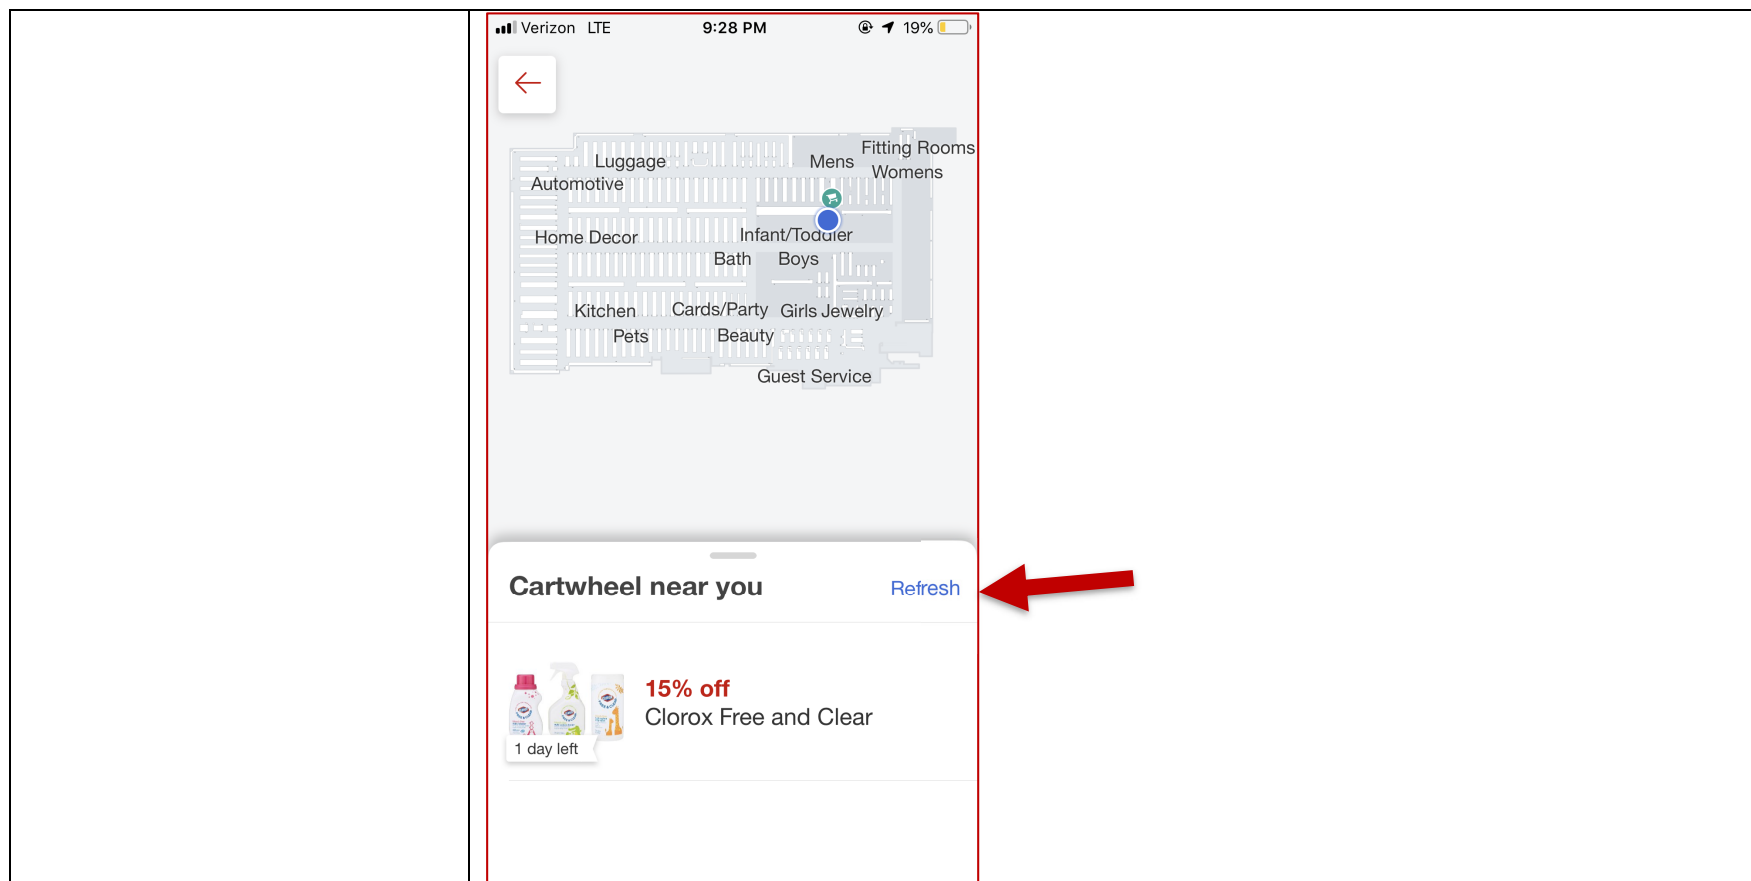 Verizon LTE 9:28 PM 19%
Fitting Rooms
Luggage Mens
Womens
Automotive
Infant/Toddler
Home Decor
Bath Boys
Kitchen Cards/Party Girls Jewelry
Pets Beauty
Guest Service
Cartwheel near you Refresh
15% off
Clorox Free and Clear
1 day left